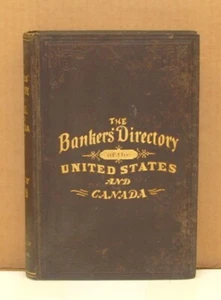 THE
Bankers' Directory
of the
UNITED STATES
AND
CANADA